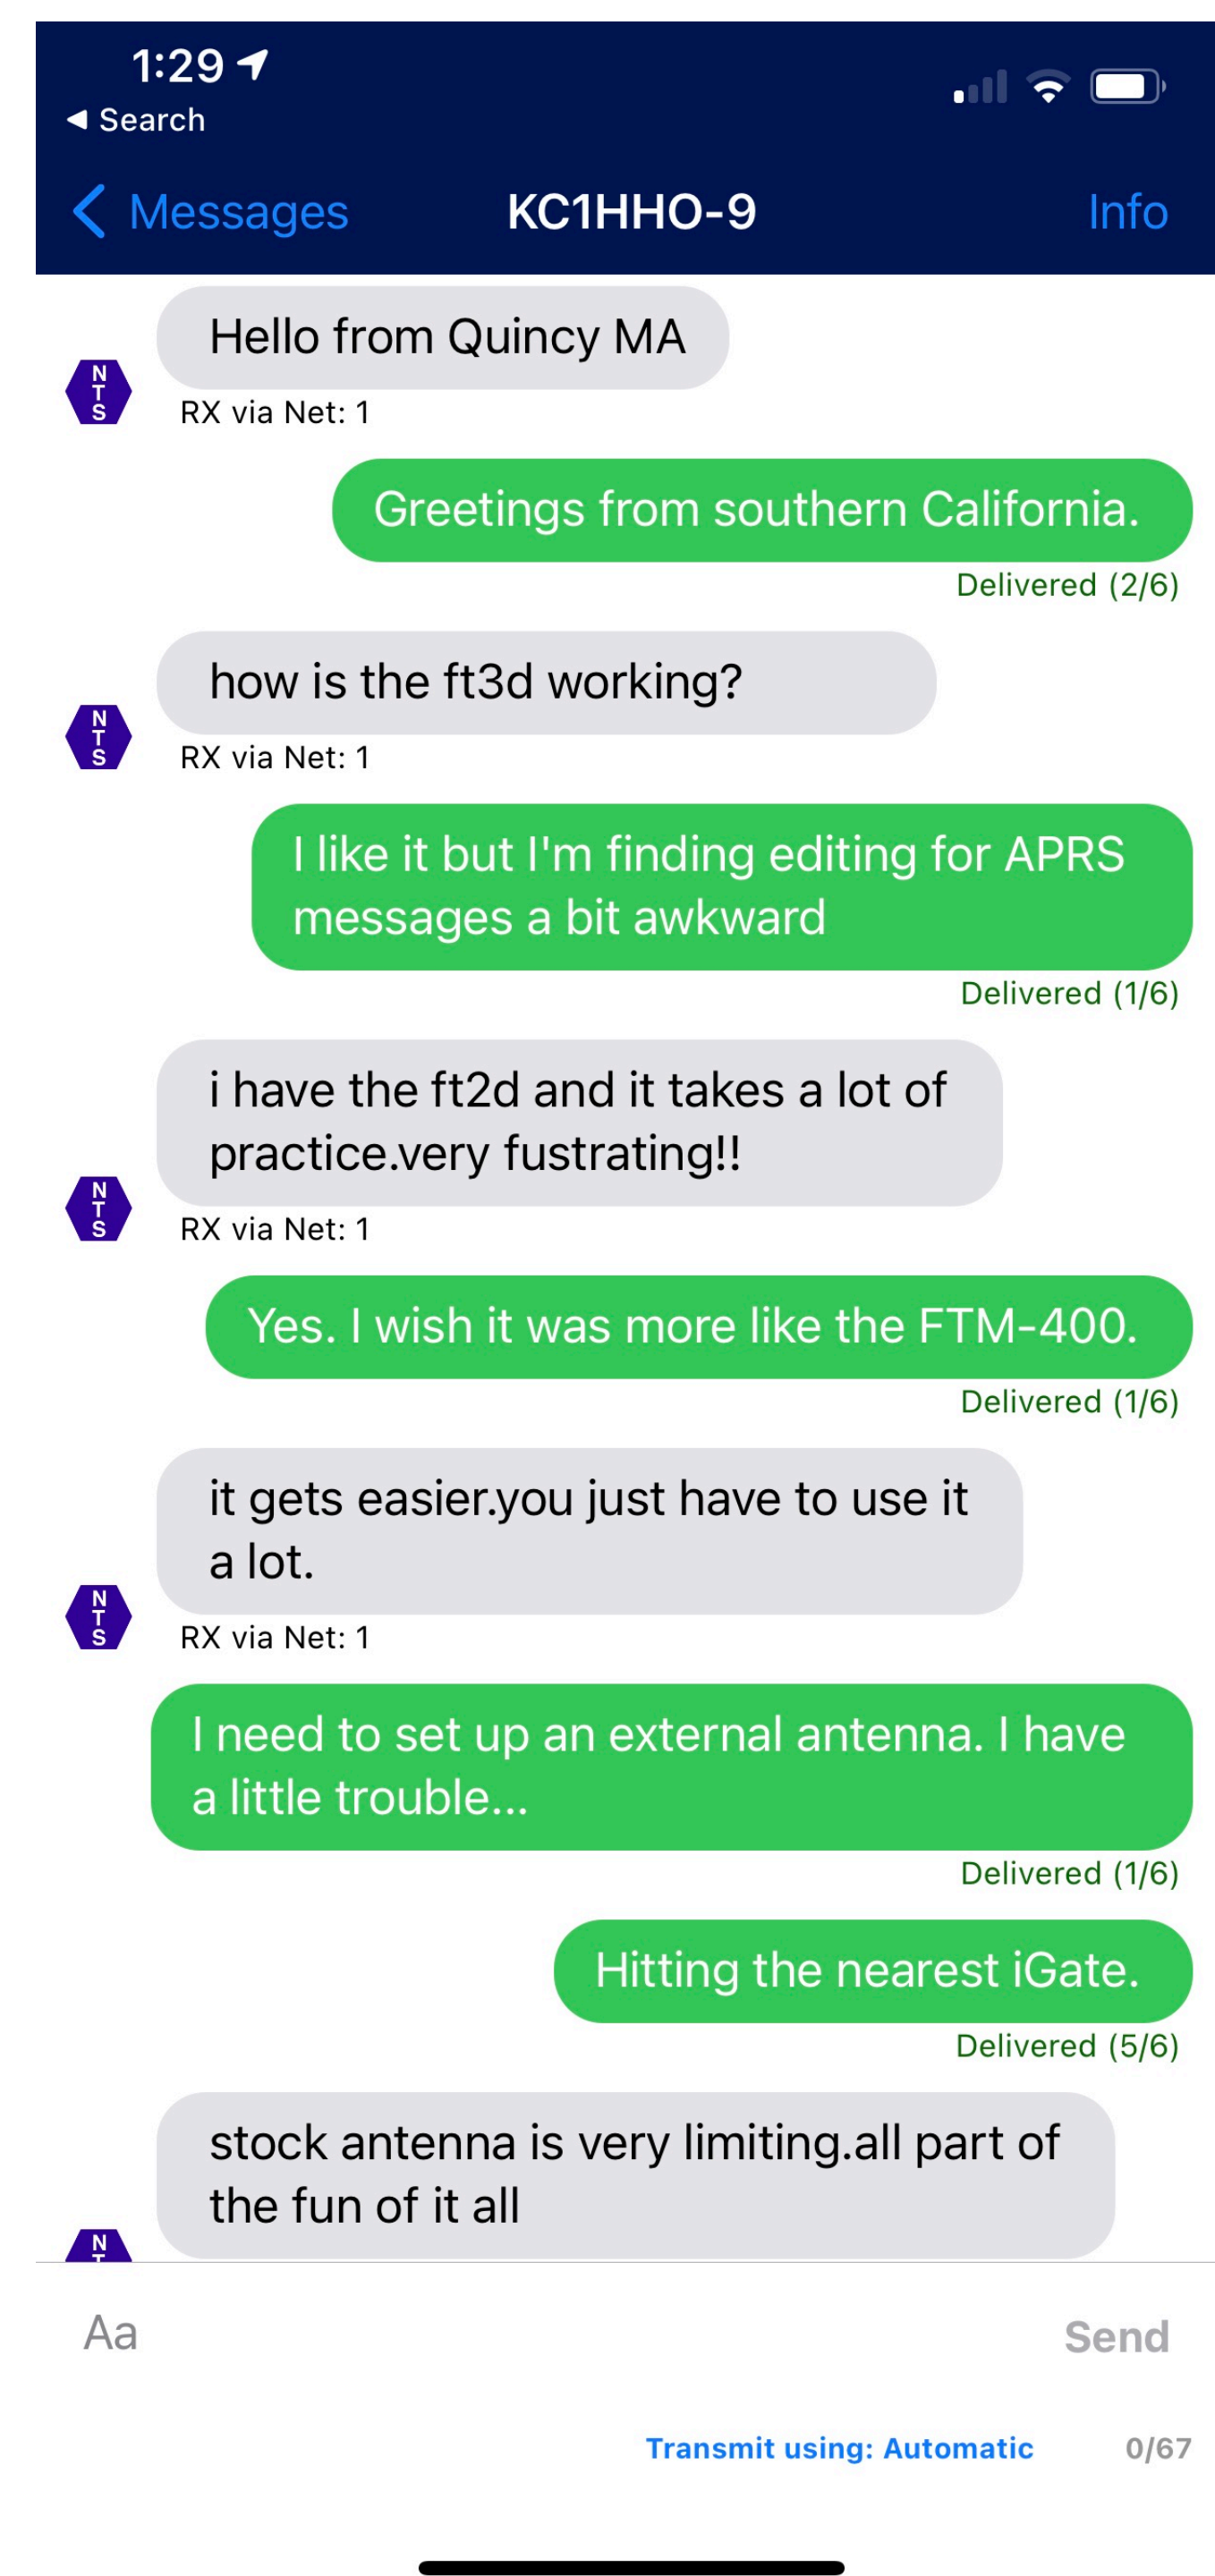 1:29
◀ Search
Messages
KC1HHO-9
Info
Hello from Quincy MA
N
T
S
RX via Net: 1
Greetings from southern California.
Delivered (2/6)
how is the ft3d working?
N
T
S
RX via Net: 1
I like it but I'm finding editing for APRS
messages a bit awkward
Delivered (1/6)
i have the ft2d and it takes a lot of
practice.very fustrating!!
N
T
S
RX via Net: 1
Yes. I wish it was more like the FTM-400.
Delivered (1/6)
it gets easier.you just have to use it
a lot.
N
T
S
RX via Net: 1
I need to set up an external antenna. I have
a little trouble...
Delivered (1/6)
Hitting the nearest iGate.
Delivered (5/6)
stock antenna is very limiting.all part of
the fun of it all
N
T
Aa
Send
Transmit using: Automatic
0/67